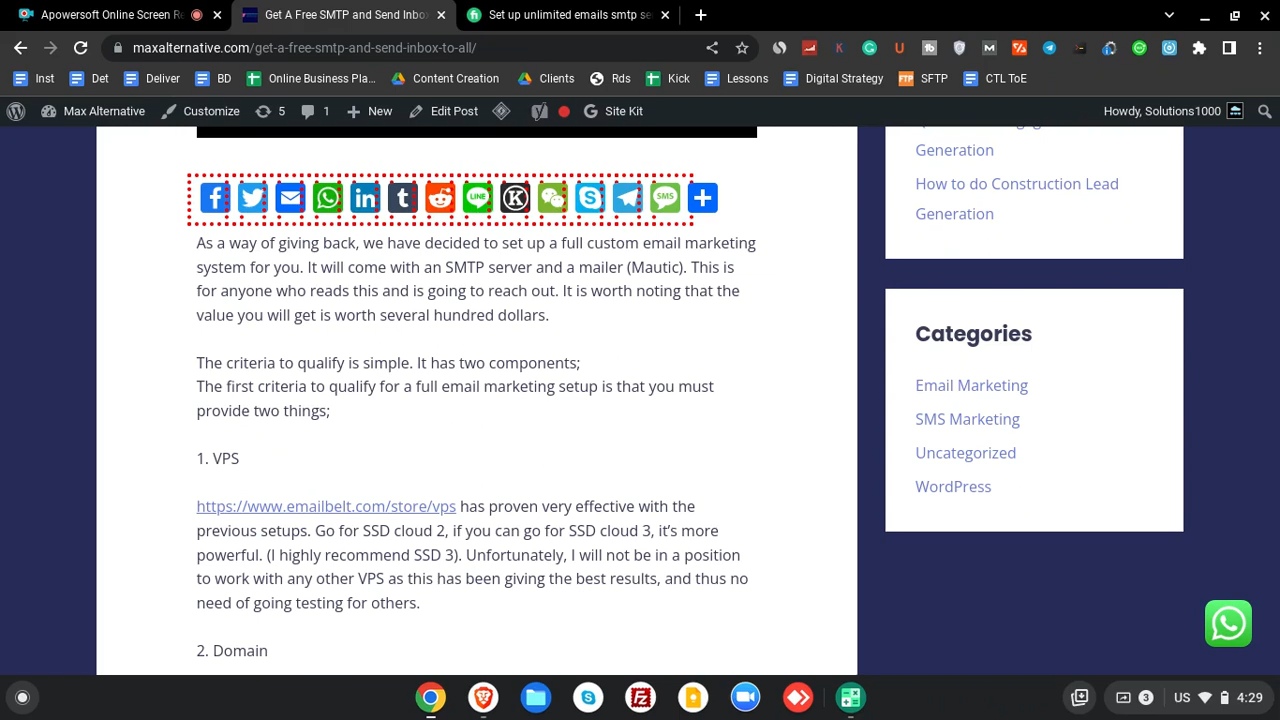 Apowersoft Online Screen Re
Get A Free SMTP and Send Inbox
Set up unlimited emails smtp se
maxalternative.com/get-a-free-smtp-and-send-inbox-to-all/
Inst
Det
Deliver
BD
Online Business Pla...
Content Creation
Clients
Rds
Kick
Lessons
Digital Strategy
SFTP
CTL ToE
Max Alternative
Customize
5
1
New
Edit Post
Site Kit
Howdy, Solutions1000
LINE
SMS
As a way of giving back, we have decided to set up a full custom email marketing
system for you. It will come with an SMTP server and a mailer (Mautic). This is
for anyone who reads this and is going to reach out. It is worth noting that the
value you will get is worth several hundred dollars.
The criteria to qualify is simple. It has two components;
The first criteria to qualify for a full email marketing setup is that you must
provide two things;
1. VPS
https://www.emailbelt.com/store/vps has proven very effective with the
previous setups. Go for SSD cloud 2, if you can go for SSD cloud 3, it's more
powerful. (I highly recommend SSD 3). Unfortunately, I will not be in a position
to work with any other VPS as this has been giving the best results, and thus no
need of going testing for others.
2. Domain
Generation
How to do Construction Lead
Generation
Categories
Email Marketing
SMS Marketing
Uncategorized
WordPress
3
US
4:29